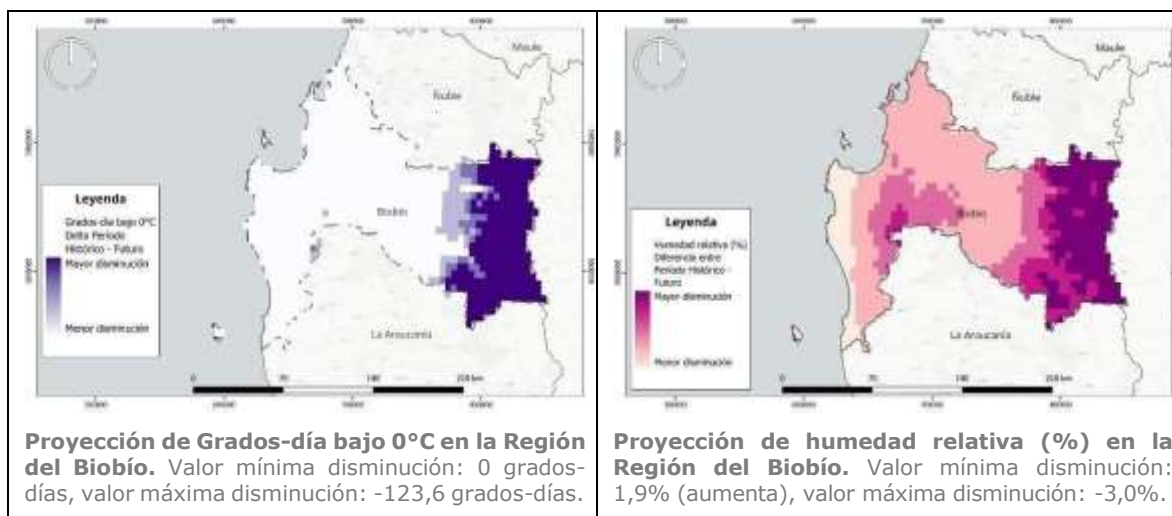 Maule
Ñuble
Biobío
La Araucanía
Leyenda
Grados-día bajo 0°C
Delta Período
Histórico - Futuro
Mayor disminución
Menor disminución
Proyección de Grados-día bajo 0°C en la Región
del Biobío. Valor mínima disminución: 0 grados-
días, valor máxima disminución: -123,6 grados-días.
Maule
Ñuble
Biobío
La Araucanía
Leyenda
Humedad relativa (%)
Diferencia entre
Período Histórico -
Futuro
Mayor disminución
Menor disminución
Proyección de humedad relativa (%) en la
Región del Biobío. Valor mínima disminución:
1,9% (aumenta), valor máxima disminución: -3,0%.